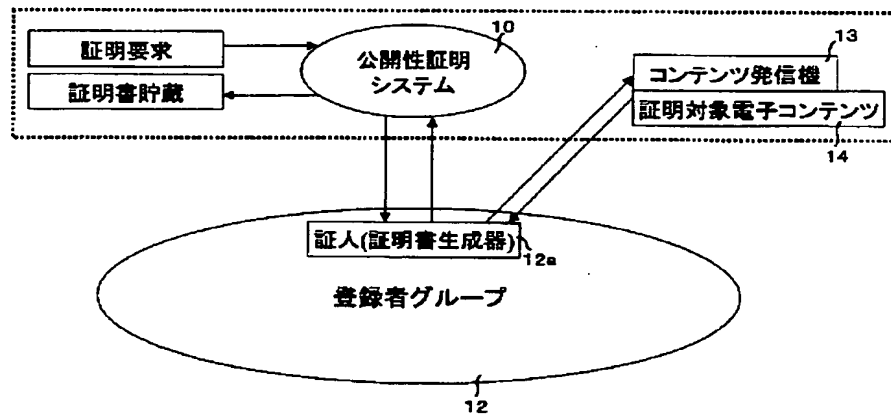 証明要求
証明書貯蔵
10
公開性証明
システム
13
コンテンツ発信機
証明対象電子コンテンツ
14
証人(証明書生成器)
12a
登録者グループ
12